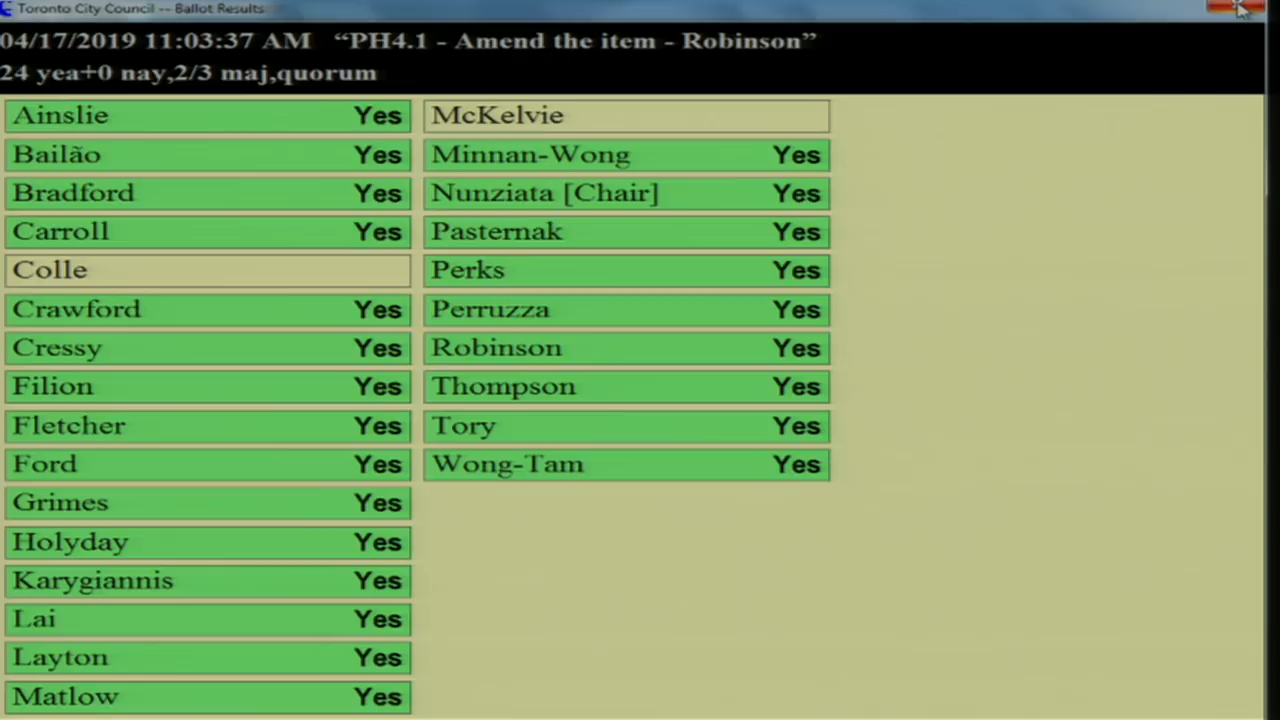 Toronto City Council -- Ballot Results
04/17/2019 11:03:37 AM “PH4.1 - Amend the item - Robinson”
24 yea+0 nay,2/3 maj,quorum
Ainslie Yes
Bailão Yes
Bradford Yes
Carroll Yes
Colle
Crawford Yes
Cressy Yes
Filion Yes
Fletcher Yes
Ford Yes
Grimes Yes
Holyday Yes
Karygiannis Yes
Lai Yes
Layton Yes
Matlow Yes
McKelvie
Minnan-Wong Yes
Nunziata [Chair] Yes
Pasternak Yes
Perks Yes
Perruzza Yes
Robinson Yes
Thompson Yes
Tory Yes
Wong-Tam Yes